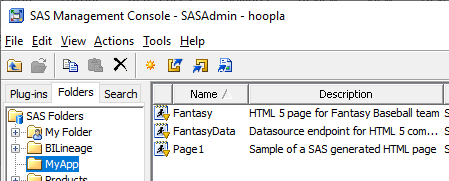 SAS Management Console - SASAdmin - hoopla
File Edit View Actions Tools Help
Plug-ins Folders Search
Name Description
SAS Folders
My Folder
BILineage
MyApp
Products
Fantasy HTML 5 page for Fantasy Baseball team
FantasyData Datasource endpoint for HTML 5 com...
Page1 Sample of a SAS generated HTML page